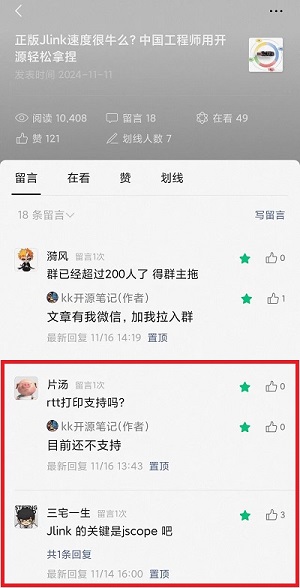 正版Jlink速度很牛么? 中国工程师用开
源轻松拿捏
发表时间 2024-11-11
阅读 10,408
留言 18
在看 49
赞 121
划线人数 7
留言
在看
赞
划线
18 条留言
写留言
漪风 留言1次
0
群已经超过200人了 得群主拖
kk开源笔记(作者)
1
文章有我微信，加我拉入群
最新回复 11/16 14:19 置顶
片汤 留言1次
0
rtt打印支持吗?
kk开源笔记(作者)
0
目前还不支持
最新回复 11/16 13:43 置顶
三宅一生 留言1次
3
Jlink 的关键是jscope 吧
共1条回复
最新回复 11/14 16:00 置顶